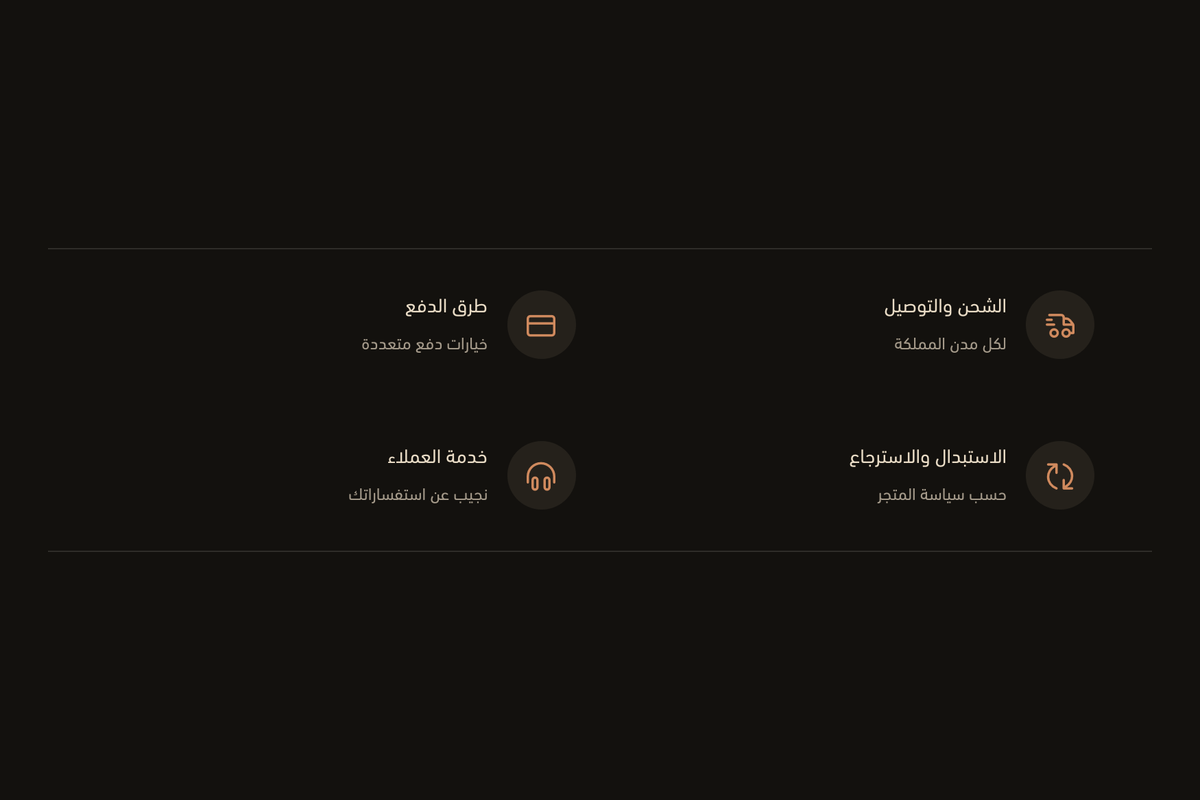 الشحن والتوصيل
لكل مدن المملكة
طرق الدفع
خيارات دفع متعددة
الاستبدال والاسترجاع
حسب سياسة المتجر
خدمة العملاء
نجيب عن استفساراتك